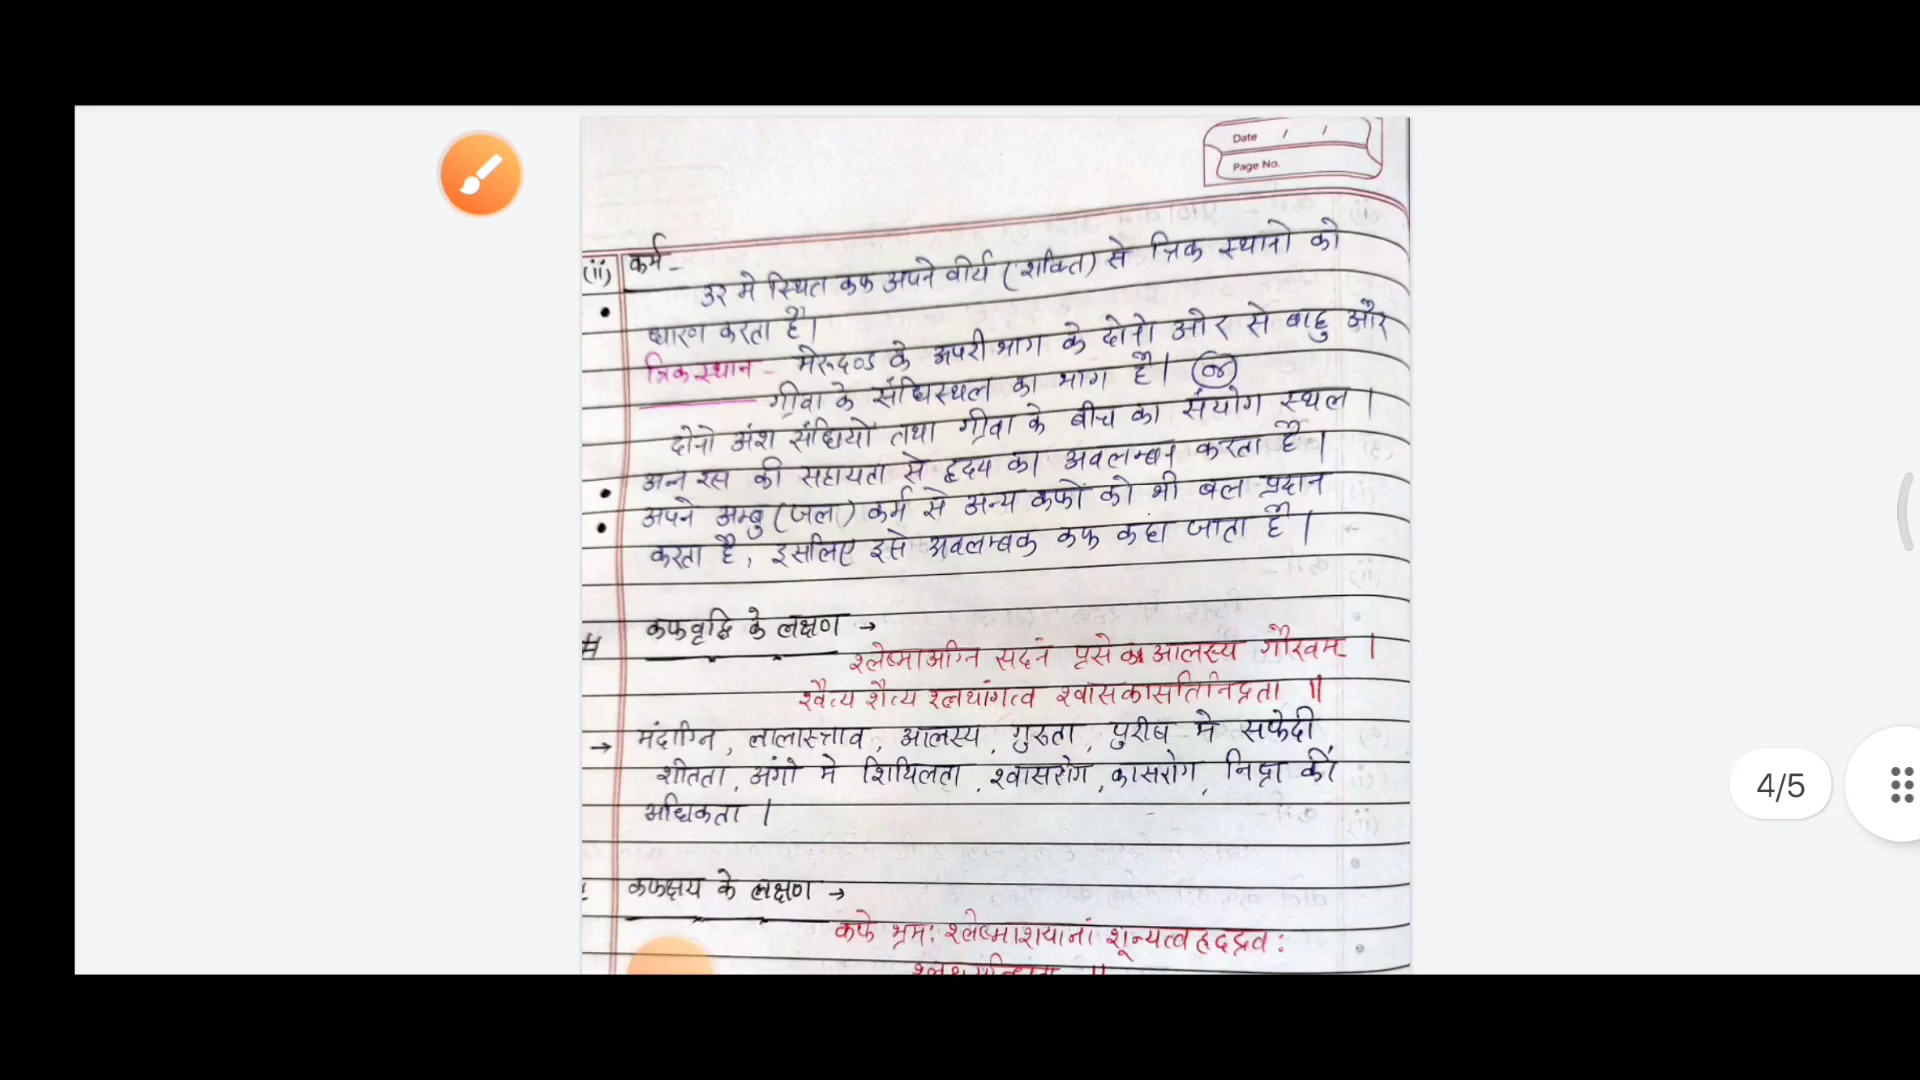 Date / /
Page No.
(ii) कर्म -
• उर मे स्थित कफ अपने वीर्य (शक्ति) से त्रिक स्थानो को
धारण करता है।
त्रिक स्थान - मेरुदण्ड के ऊपरी भाग के दोनो ओर से बाहु और
ग्रीवा के संधिस्थल का भाग है।
दोनो अंश संधियों तथा ग्रीवा के बीच का संयोग स्थल।
• अन्न रस की सहायता से हृदय का अवलम्बन करता है।
• अपने अम्बु (जल) कर्म से अन्य कफों को भी बल प्रदान
करता है, इसलिए इसे अवलम्बक कफ कहा जाता है।
# कफवृद्धि के लक्षण →
श्लेष्माअग्नि सदनं प्रसेक आलस्य गौरवम्।
श्वैत्य शैत्य श्लथांगत्व श्वासकासतिनिद्रता ॥
→ मंदाग्नि, लालास्त्राव, आलस्य, गुरुता, पुरीष मे सफेदी
शीतता, अंगो मे शिथिलता, श्वासरोग, कासरोग, निद्रा की
अधिकता।
कफक्षय के लक्षण →
कफे भ्रमः श्लेष्माशयानां शून्यत्व हृदद्रवः
4/5